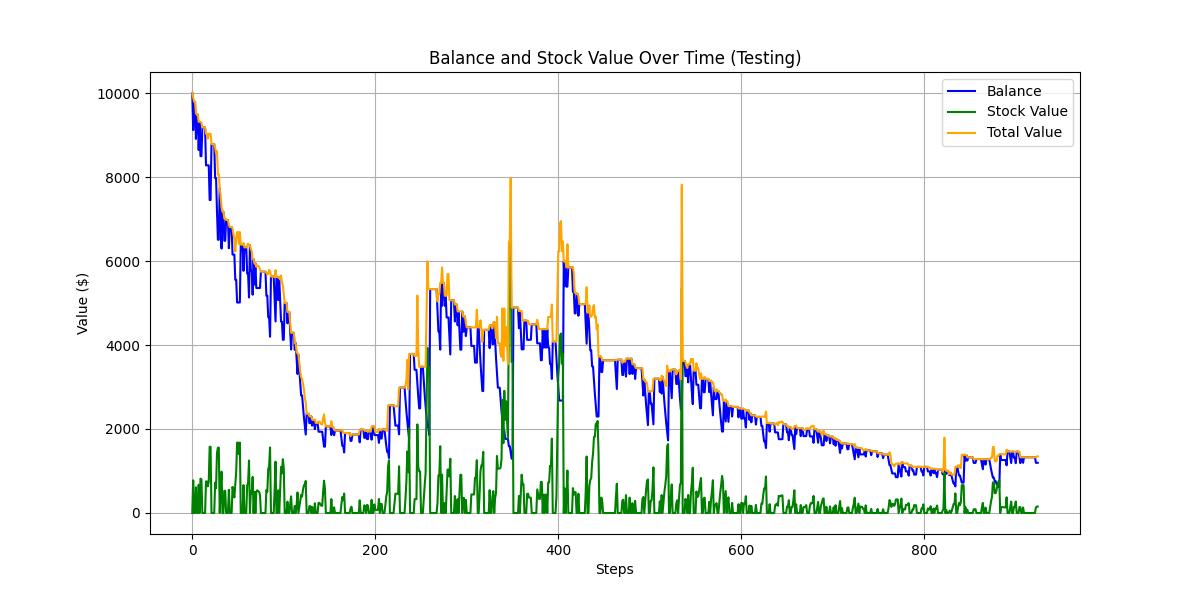 Balance and Stock Value Over Time (Testing)
Balance
Stock Value
Total Value
Value ($)
10000
8000
6000
4000
2000
0
0 200 400 600 800
Steps